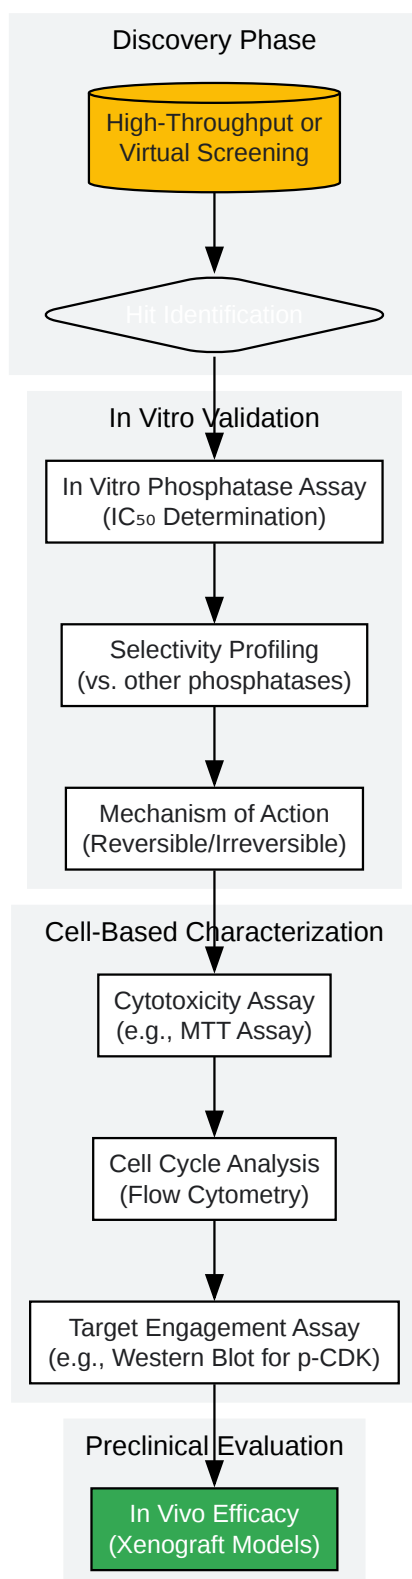 Discovery Phase
High-Throughput or
Virtual Screening
Hit Identification
In Vitro Validation
In Vitro Phosphatase Assay
(IC₅₀ Determination)
Selectivity Profiling
(vs. other phosphatases)
Mechanism of Action
(Reversible/Irreversible)
Cell-Based Characterization
Cytotoxicity Assay
(e.g., MTT Assay)
Cell Cycle Analysis
(Flow Cytometry)
Target Engagement Assay
(e.g., Western Blot for p-CDK)
Preclinical Evaluation
In Vivo Efficacy
(Xenograft Models)